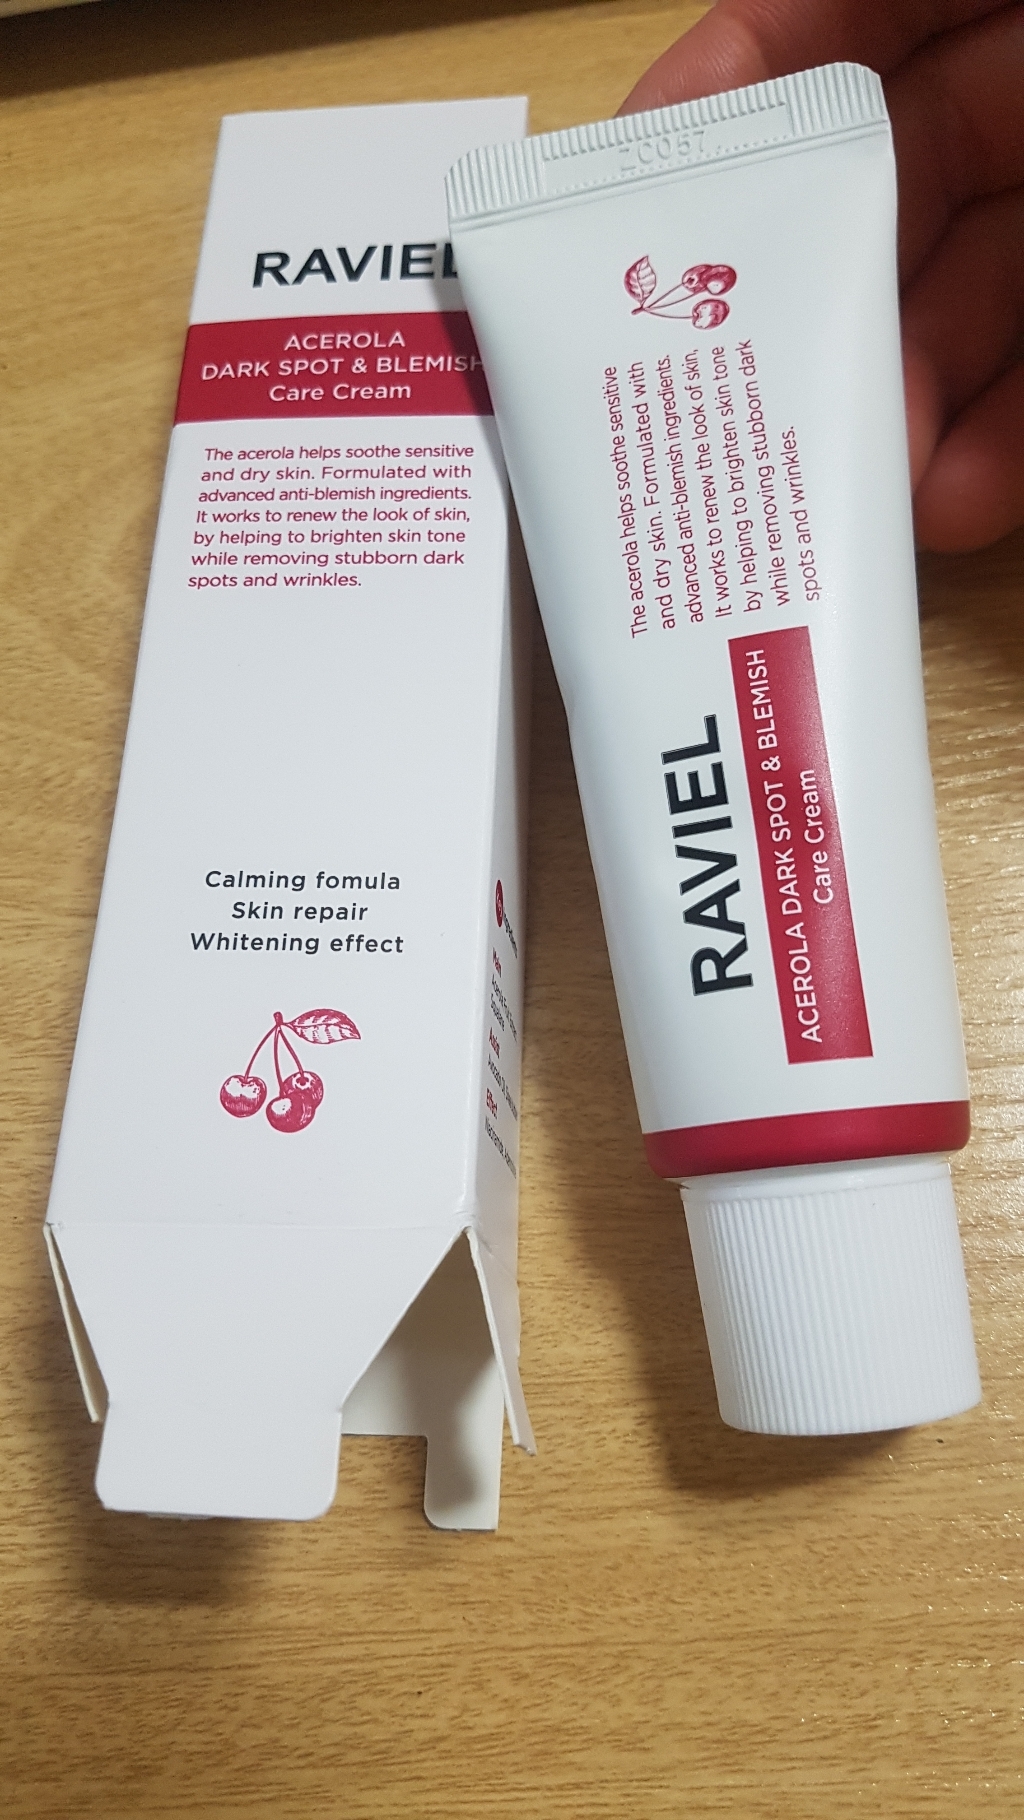 RAVIEL
ACEROLA
DARK SPOT & BLEMISH
Care Cream
The acerola helps soothe sensitive
and dry skin. Formulated with
advanced anti-blemish ingredients.
It works to renew the look of skin,
by helping to brighten skin tone
while removing stubborn dark
spots and wrinkles.
Calming fomula
Skin repair
Whitening effect
Main
Effect
ZC057
The acerola helps soothe sensitive
and dry skin. Formulated with
advanced anti-blemish ingredients.
It works to renew the look of skin,
by helping to brighten skin tone
while removing stubborn dark
spots and wrinkles.
RAVIEL
ACEROLA DARK SPOT & BLEMISH
Care Cream